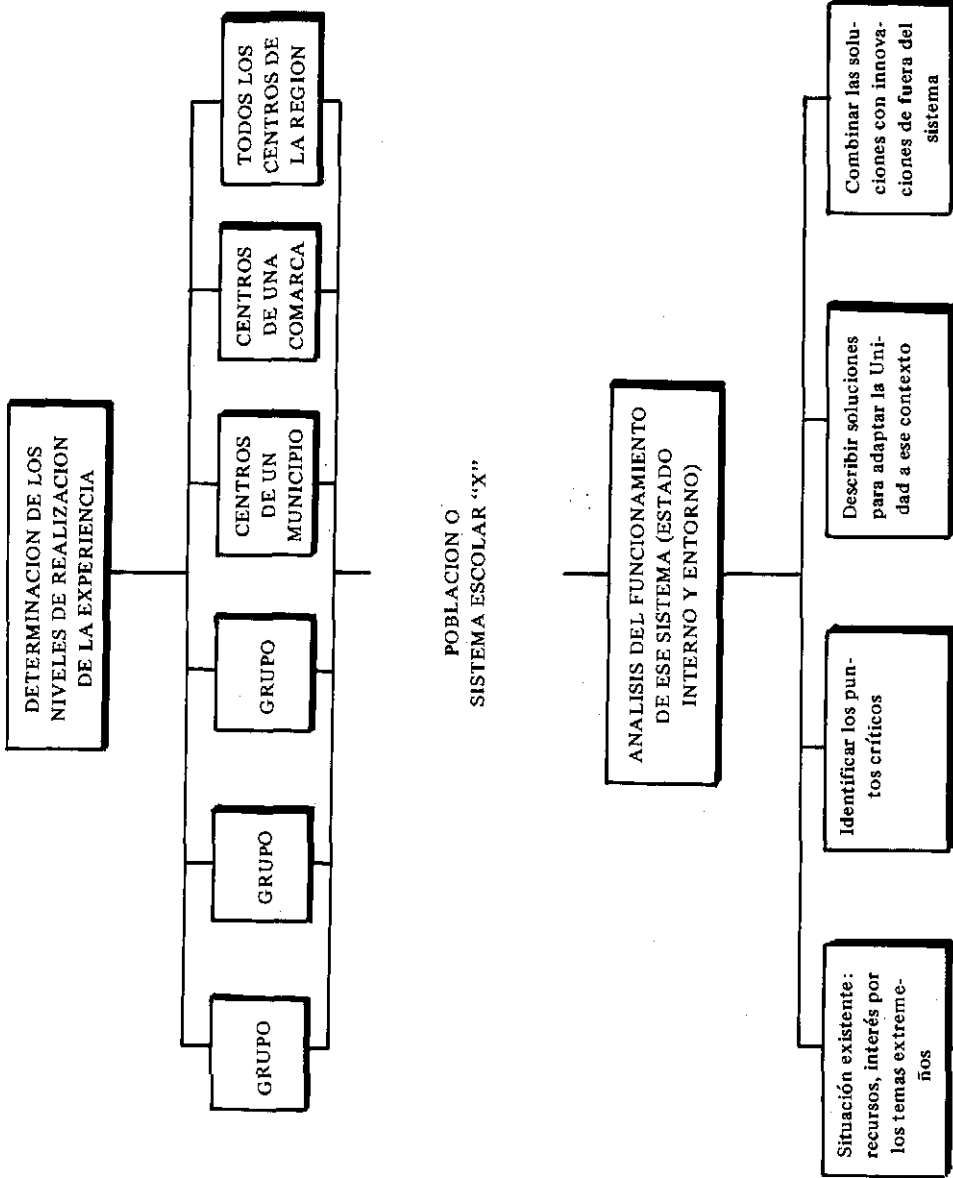 DETERMINACION DE LOS
NIVELES DE REALIZACION
DE LA EXPERIENCIA
GRUPO
GRUPO
GRUPO
CENTROS
DE UN
MUNICIPIO
CENTROS
DE UNA
COMARCA
TODOS LOS
CENTROS DE
LA REGION
POBLACION O
SISTEMA ESCOLAR “X”
ANALISIS DEL FUNCIONAMIENTO
DE ESE SISTEMA (ESTADO
INTERNO Y ENTORNO)
Situación existente:
recursos, interés por
los temas extreme-
ños
Identificar los pun-
tos críticos
Describir soluciones
para adaptar la Uni-
dad a ese contexto
Combinar las solu-
ciones con innova-
ciones de fuera del
sistema